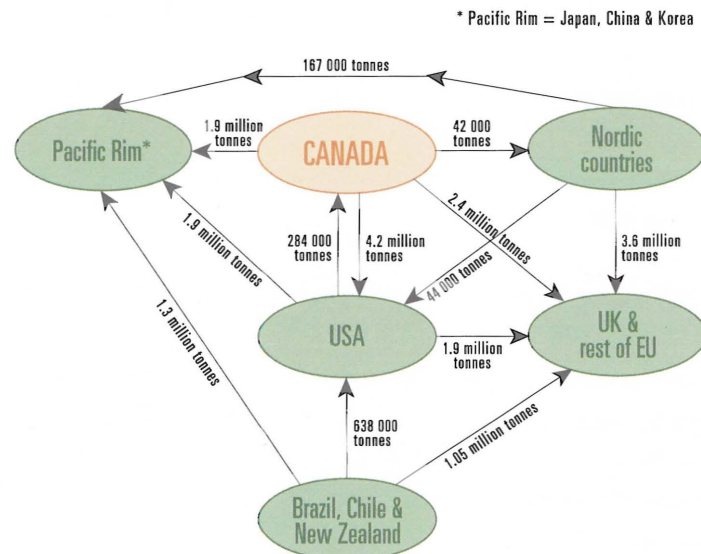 * Pacific Rim = Japan, China & Korea
167 000 tonnes
Pacific Rim*
1.9 million
tonnes
CANADA
42 000
tonnes
Nordic
countries
1.9 million tonnes
284 000
tonnes
4.2 million
tonnes
2.4 million tonnes
44 000 tonnes
3.6 million
tonnes
1.3 million tonnes
USA
1.9 million
tonnes
UK &
rest of EU
638 000
tonnes
1.05 million tonnes
Brazil, Chile &
New Zealand